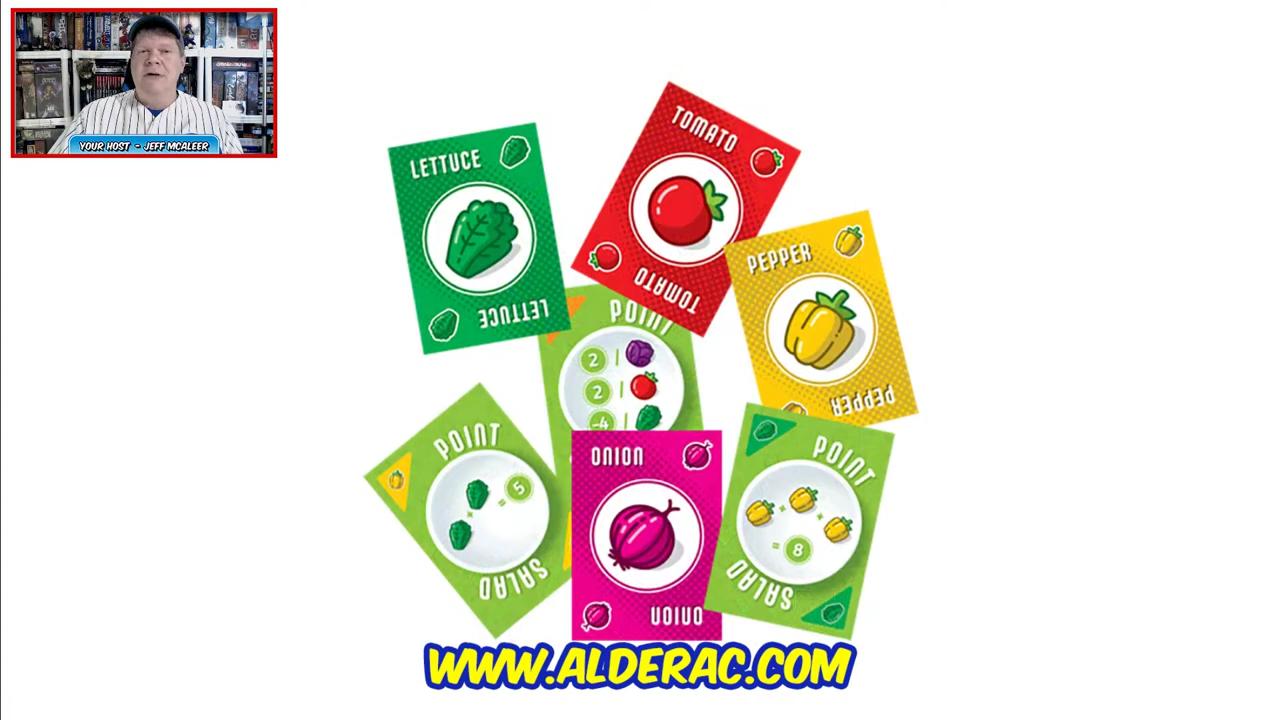 YOUR HOST - JEFF MCALEER
LETTUCE
LETTUCE
TOMATO
TOMATO
PEPPER
PEPPER
POINT
2 |
2 |
-4 |
POINT
+ = 5
SALAD
ONION
ONION
POINT
+ +
= 8
SALAD
WWW.ALDERAC.COM